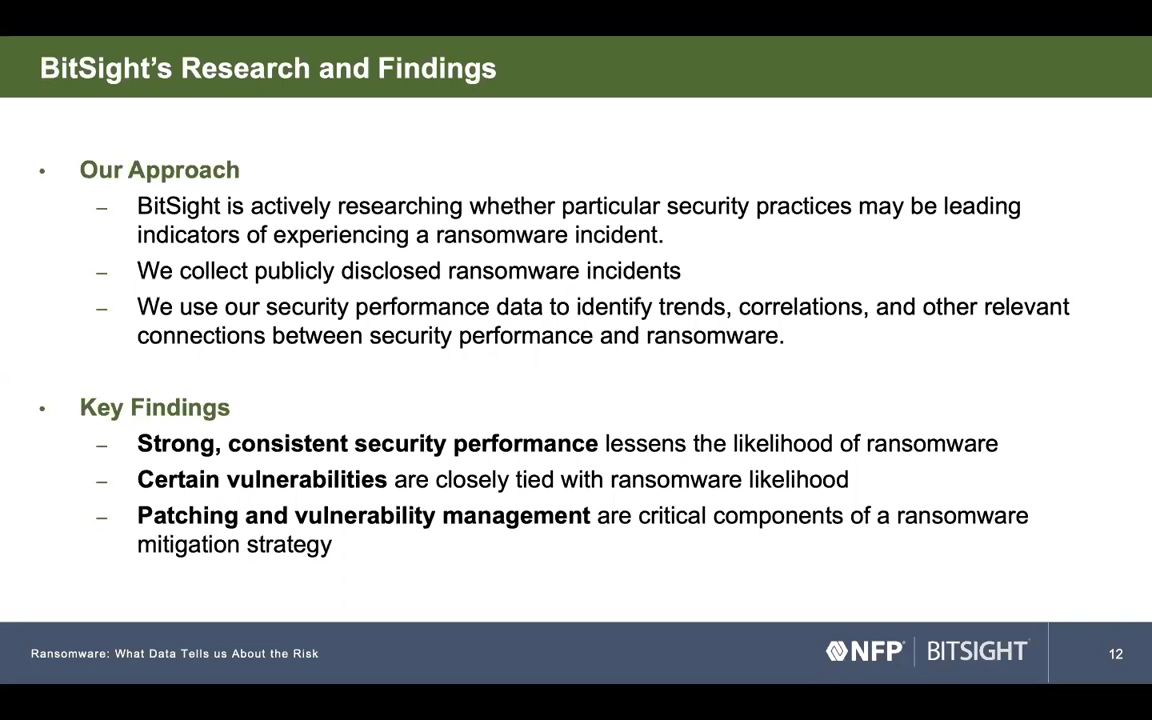 BitSight’s Research and Findings
• Our Approach
– BitSight is actively researching whether particular security practices may be leading
indicators of experiencing a ransomware incident.
– We collect publicly disclosed ransomware incidents
– We use our security performance data to identify trends, correlations, and other relevant
connections between security performance and ransomware.
• Key Findings
– Strong, consistent security performance lessens the likelihood of ransomware
– Certain vulnerabilities are closely tied with ransomware likelihood
– Patching and vulnerability management are critical components of a ransomware
mitigation strategy
Ransomware: What Data Tells us About the Risk
NFP | BITSIGHT
12